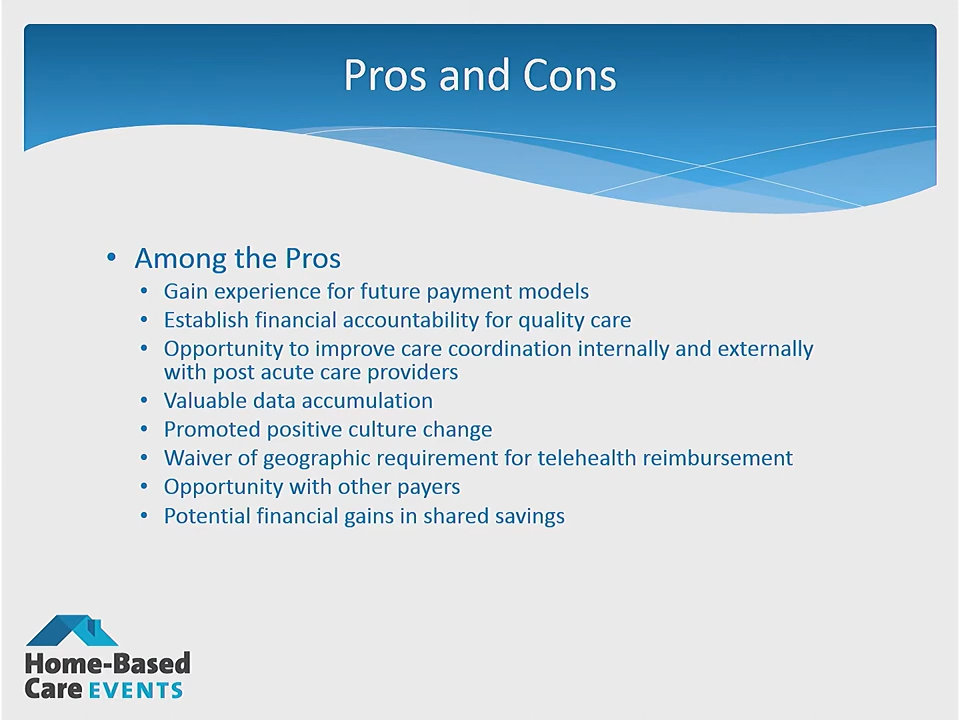 Pros and Cons
• Among the Pros
• Gain experience for future payment models
• Establish financial accountability for quality care
• Opportunity to improve care coordination internally and externally
with post acute care providers
• Valuable data accumulation
• Promoted positive culture change
• Waiver of geographic requirement for telehealth reimbursement
• Opportunity with other payers
• Potential financial gains in shared savings
Home-Based
Care EVENTS